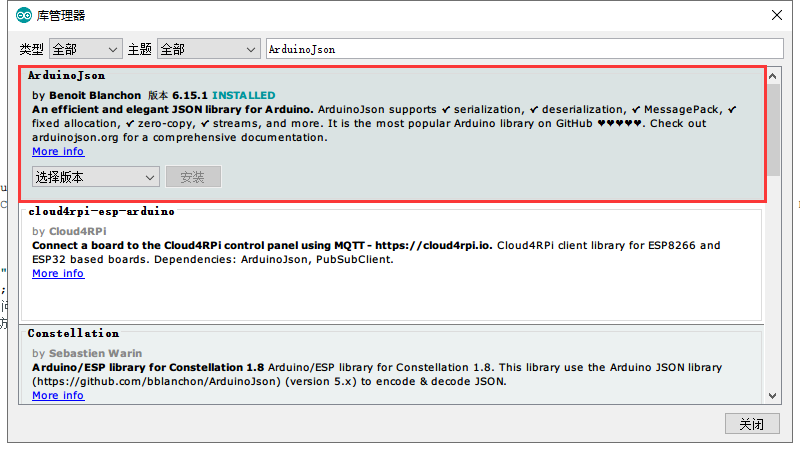 库管理器
类型 全部 主题 全部 ArduinoJson
ArduinoJson
by Benoit Blanchon 版本 6.15.1 INSTALLED
An efficient and elegant JSON library for Arduino. ArduinoJson supports ✔ serialization, ✔ deserialization, ✔ MessagePack, ✔
fixed allocation, ✔ zero-copy, ✔ streams, and more. It is the most popular Arduino library on GitHub ♥♥♥♥♥. Check out
arduinojson.org for a comprehensive documentation.
More info
选择版本 安装
cloud4rpi-esp-arduino
by Cloud4RPi
Connect a board to the Cloud4RPi control panel using MQTT - https://cloud4rpi.io. Cloud4RPi client library for ESP8266 and
ESP32 based boards. Dependencies: ArduinoJson, PubSubClient.
More info
Constellation
by Sebastien Warin
Arduino/ESP library for Constellation 1.8 Arduino/ESP library for Constellation 1.8. This library use the Arduino JSON library
(https://github.com/bblanchon/ArduinoJson) (version 5.x) to encode & decode JSON.
More info
关闭